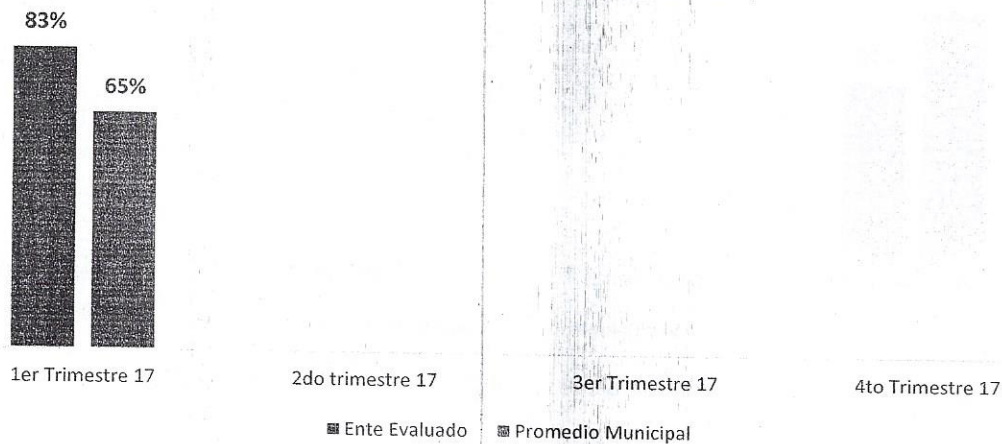 83%
65%
1er Trimestre 17
2do trimestre 17
3er Trimestre 17
4to Trimestre 17
Ente Evaluado
Promedio Municipal